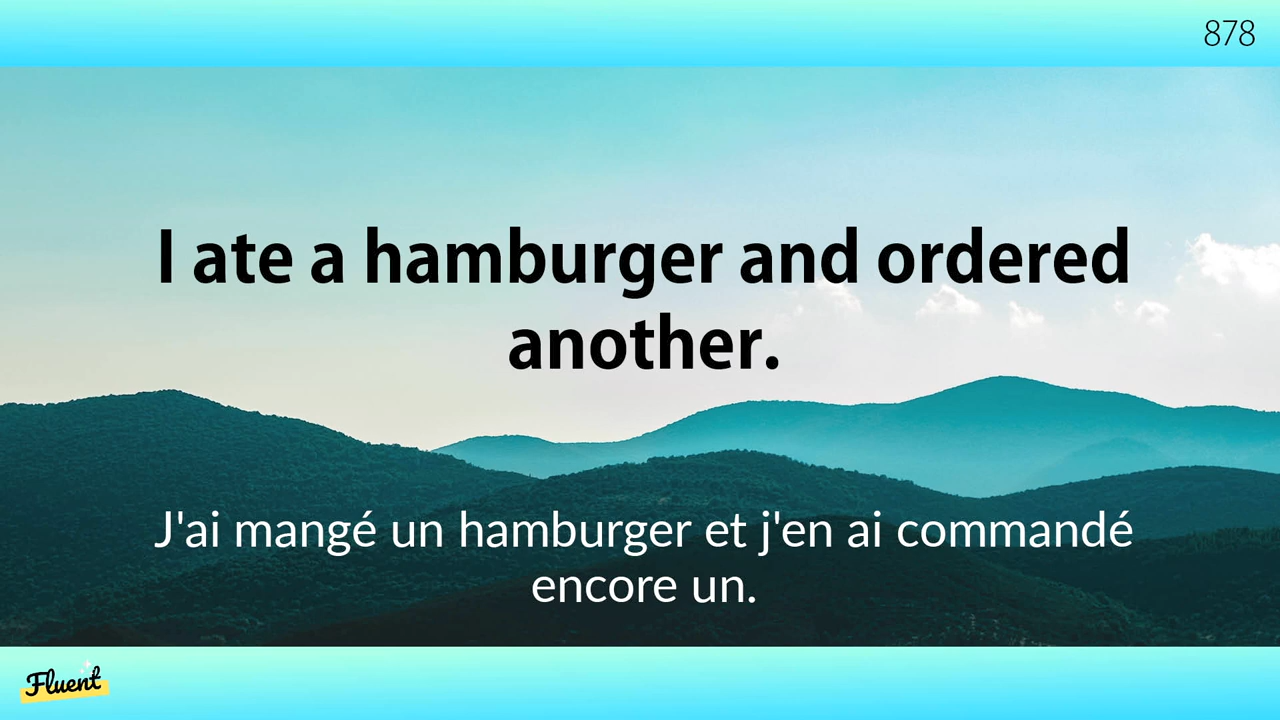 878
I ate a hamburger and ordered
another.
J'ai mangé un hamburger et j'en ai commandé
encore un.
Fluent